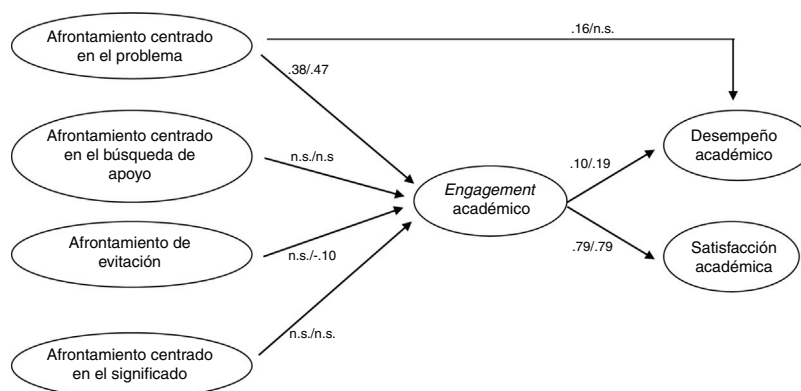 Afrontamiento centrado
en el problema
.16/n.s.
.38/.47
Afrontamiento centrado
en el búsqueda de
apoyo
n.s./n.s
Desempeño
académico
.10/.19
Engagement
académico
Afrontamiento de
evitación
n.s./-.10
.79/.79
Satisfacción
académica
n.s./n.s.
Afrontamiento centrado
en el significado